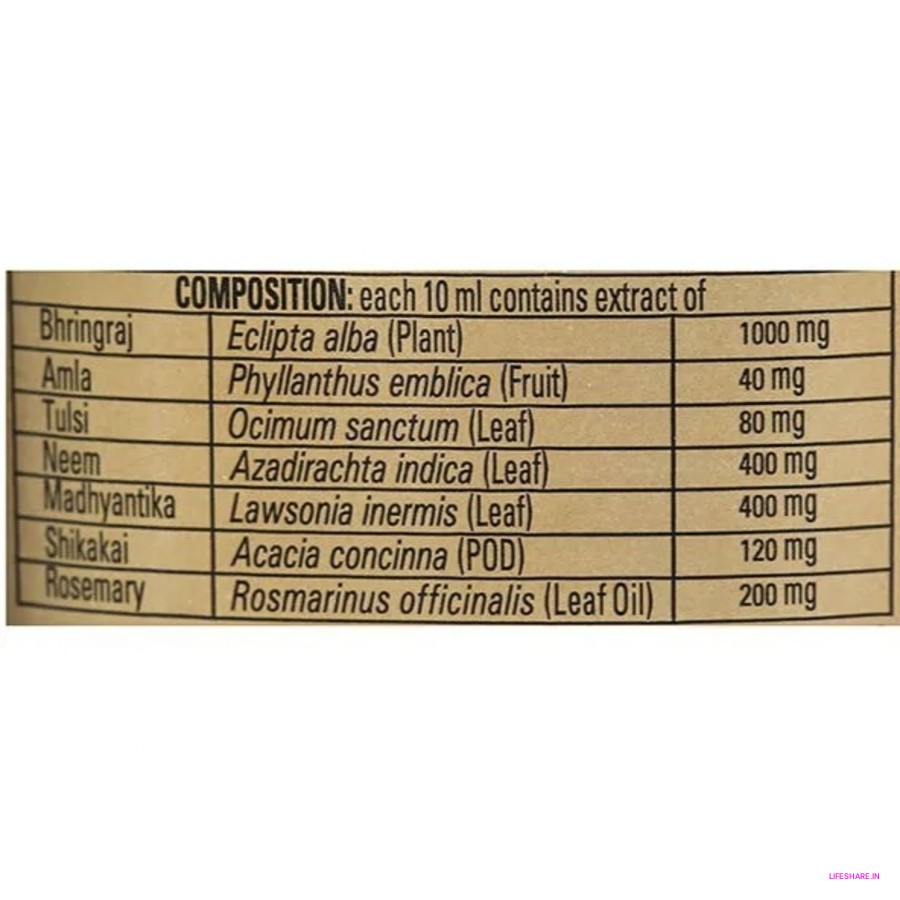 COMPOSITION: each 10 ml contains extract of
Bhringraj Eclipta alba (Plant) 1000 mg
Amla Phyllanthus emblica (Fruit) 40 mg
Tulsi Ocimum sanctum (Leaf) 80 mg
Neem Azadirachta indica (Leaf) 400 mg
Madhyantika Lawsonia inermis (Leaf) 400 mg
Shikakai Acacia concinna (POD) 120 mg
Rosemary Rosmarinus officinalis (Leaf Oil) 200 mg
LIFESHARE.IN